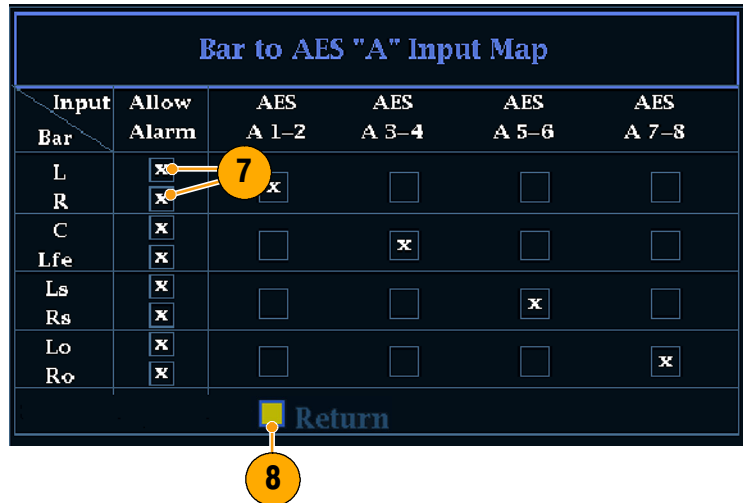 Bar to AES "A" Input Map
Input Allow AES AES AES AES
Bar Alarm A 1–2 A 3–4 A 5–6 A 7–8
L x 7
R x x
C x
Lfe x x
Ls x
Rs x x
Lo x
Ro x x
Return
8